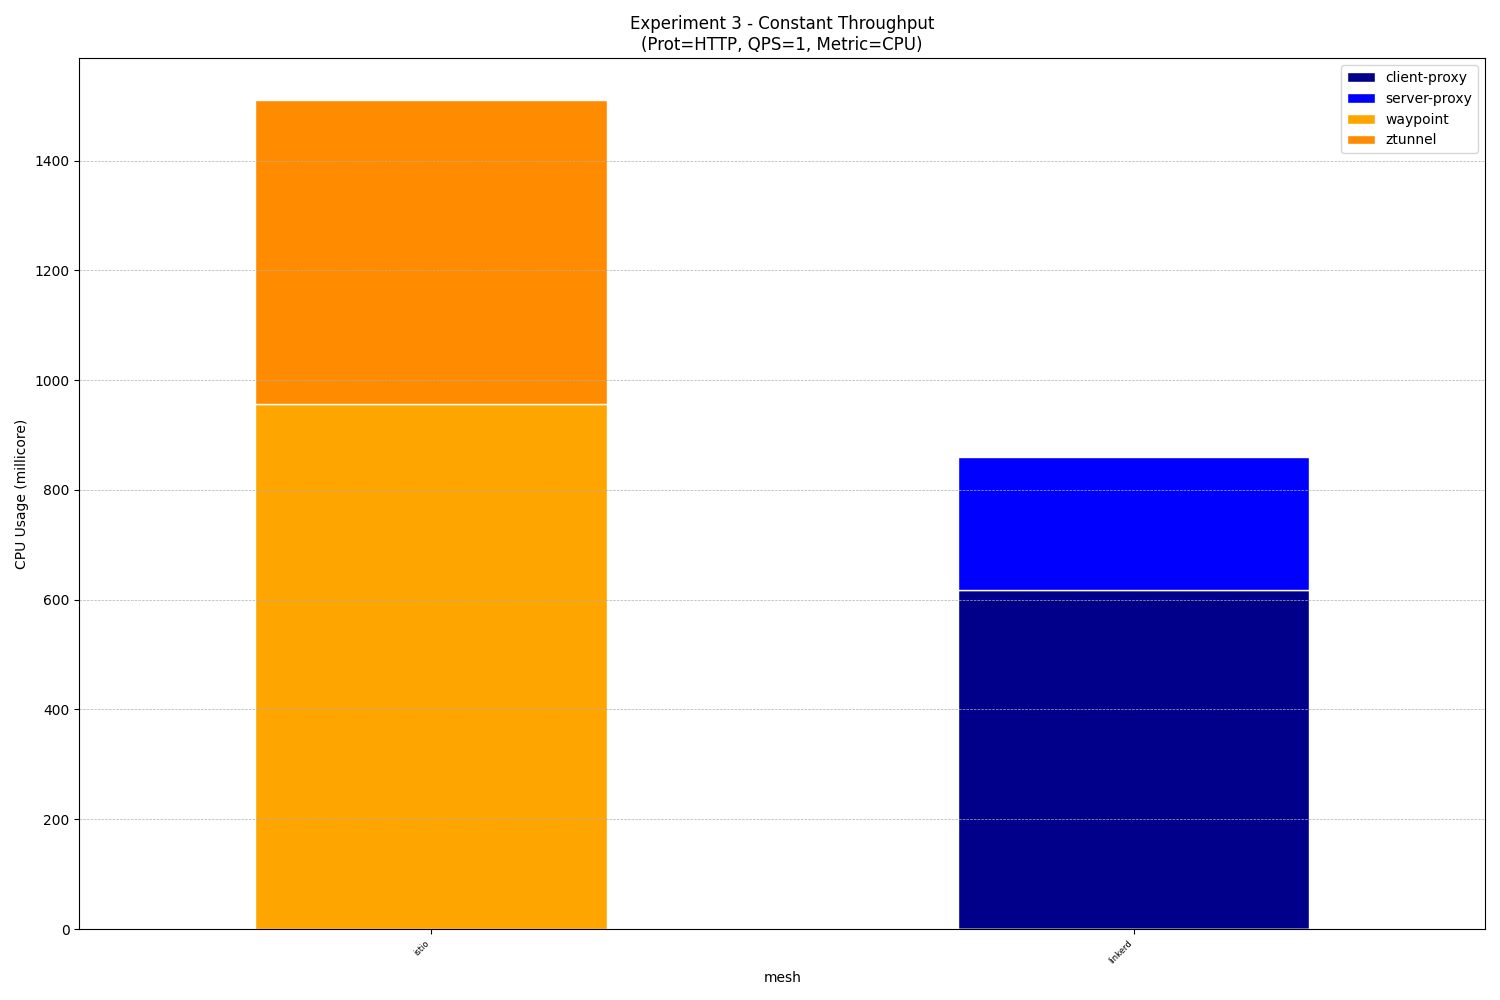 Experiment 3 - Constant Throughput
(Prot=HTTP, QPS=1, Metric=CPU)
client-proxy
server-proxy
waypoint
ztunnel
CPU Usage (millicore)
1400
1200
1000
800
600
400
200
0
istio
linkerd
mesh